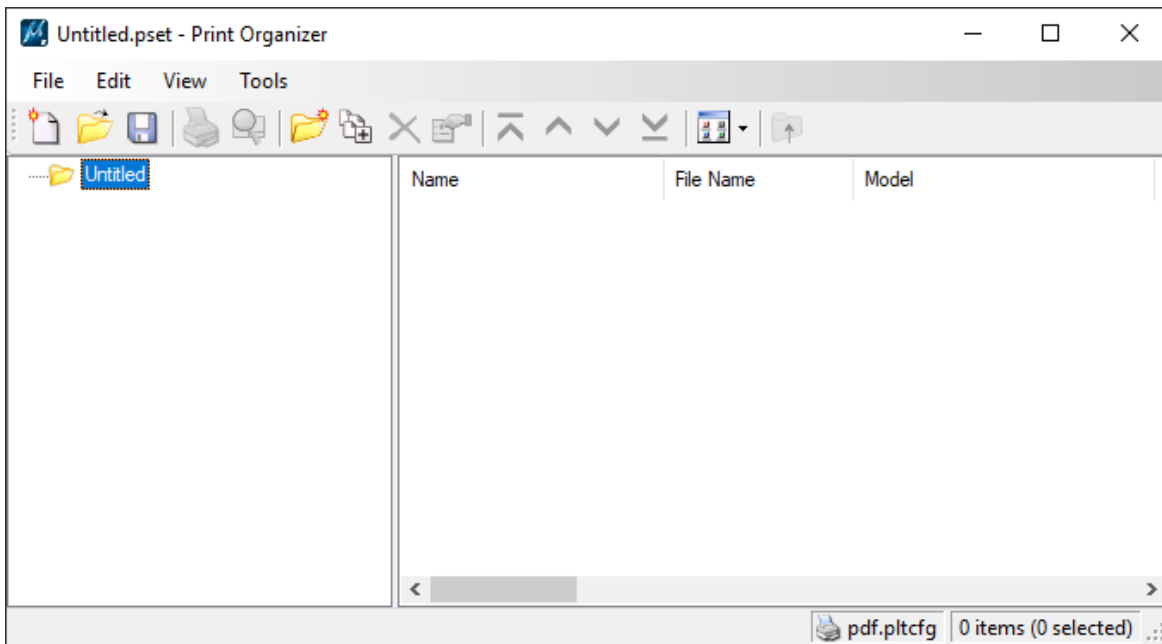 Untitled.pset - Print Organizer
File Edit View Tools
Untitled
Name File Name Model
pdf.pltcfg 0 items (0 selected)